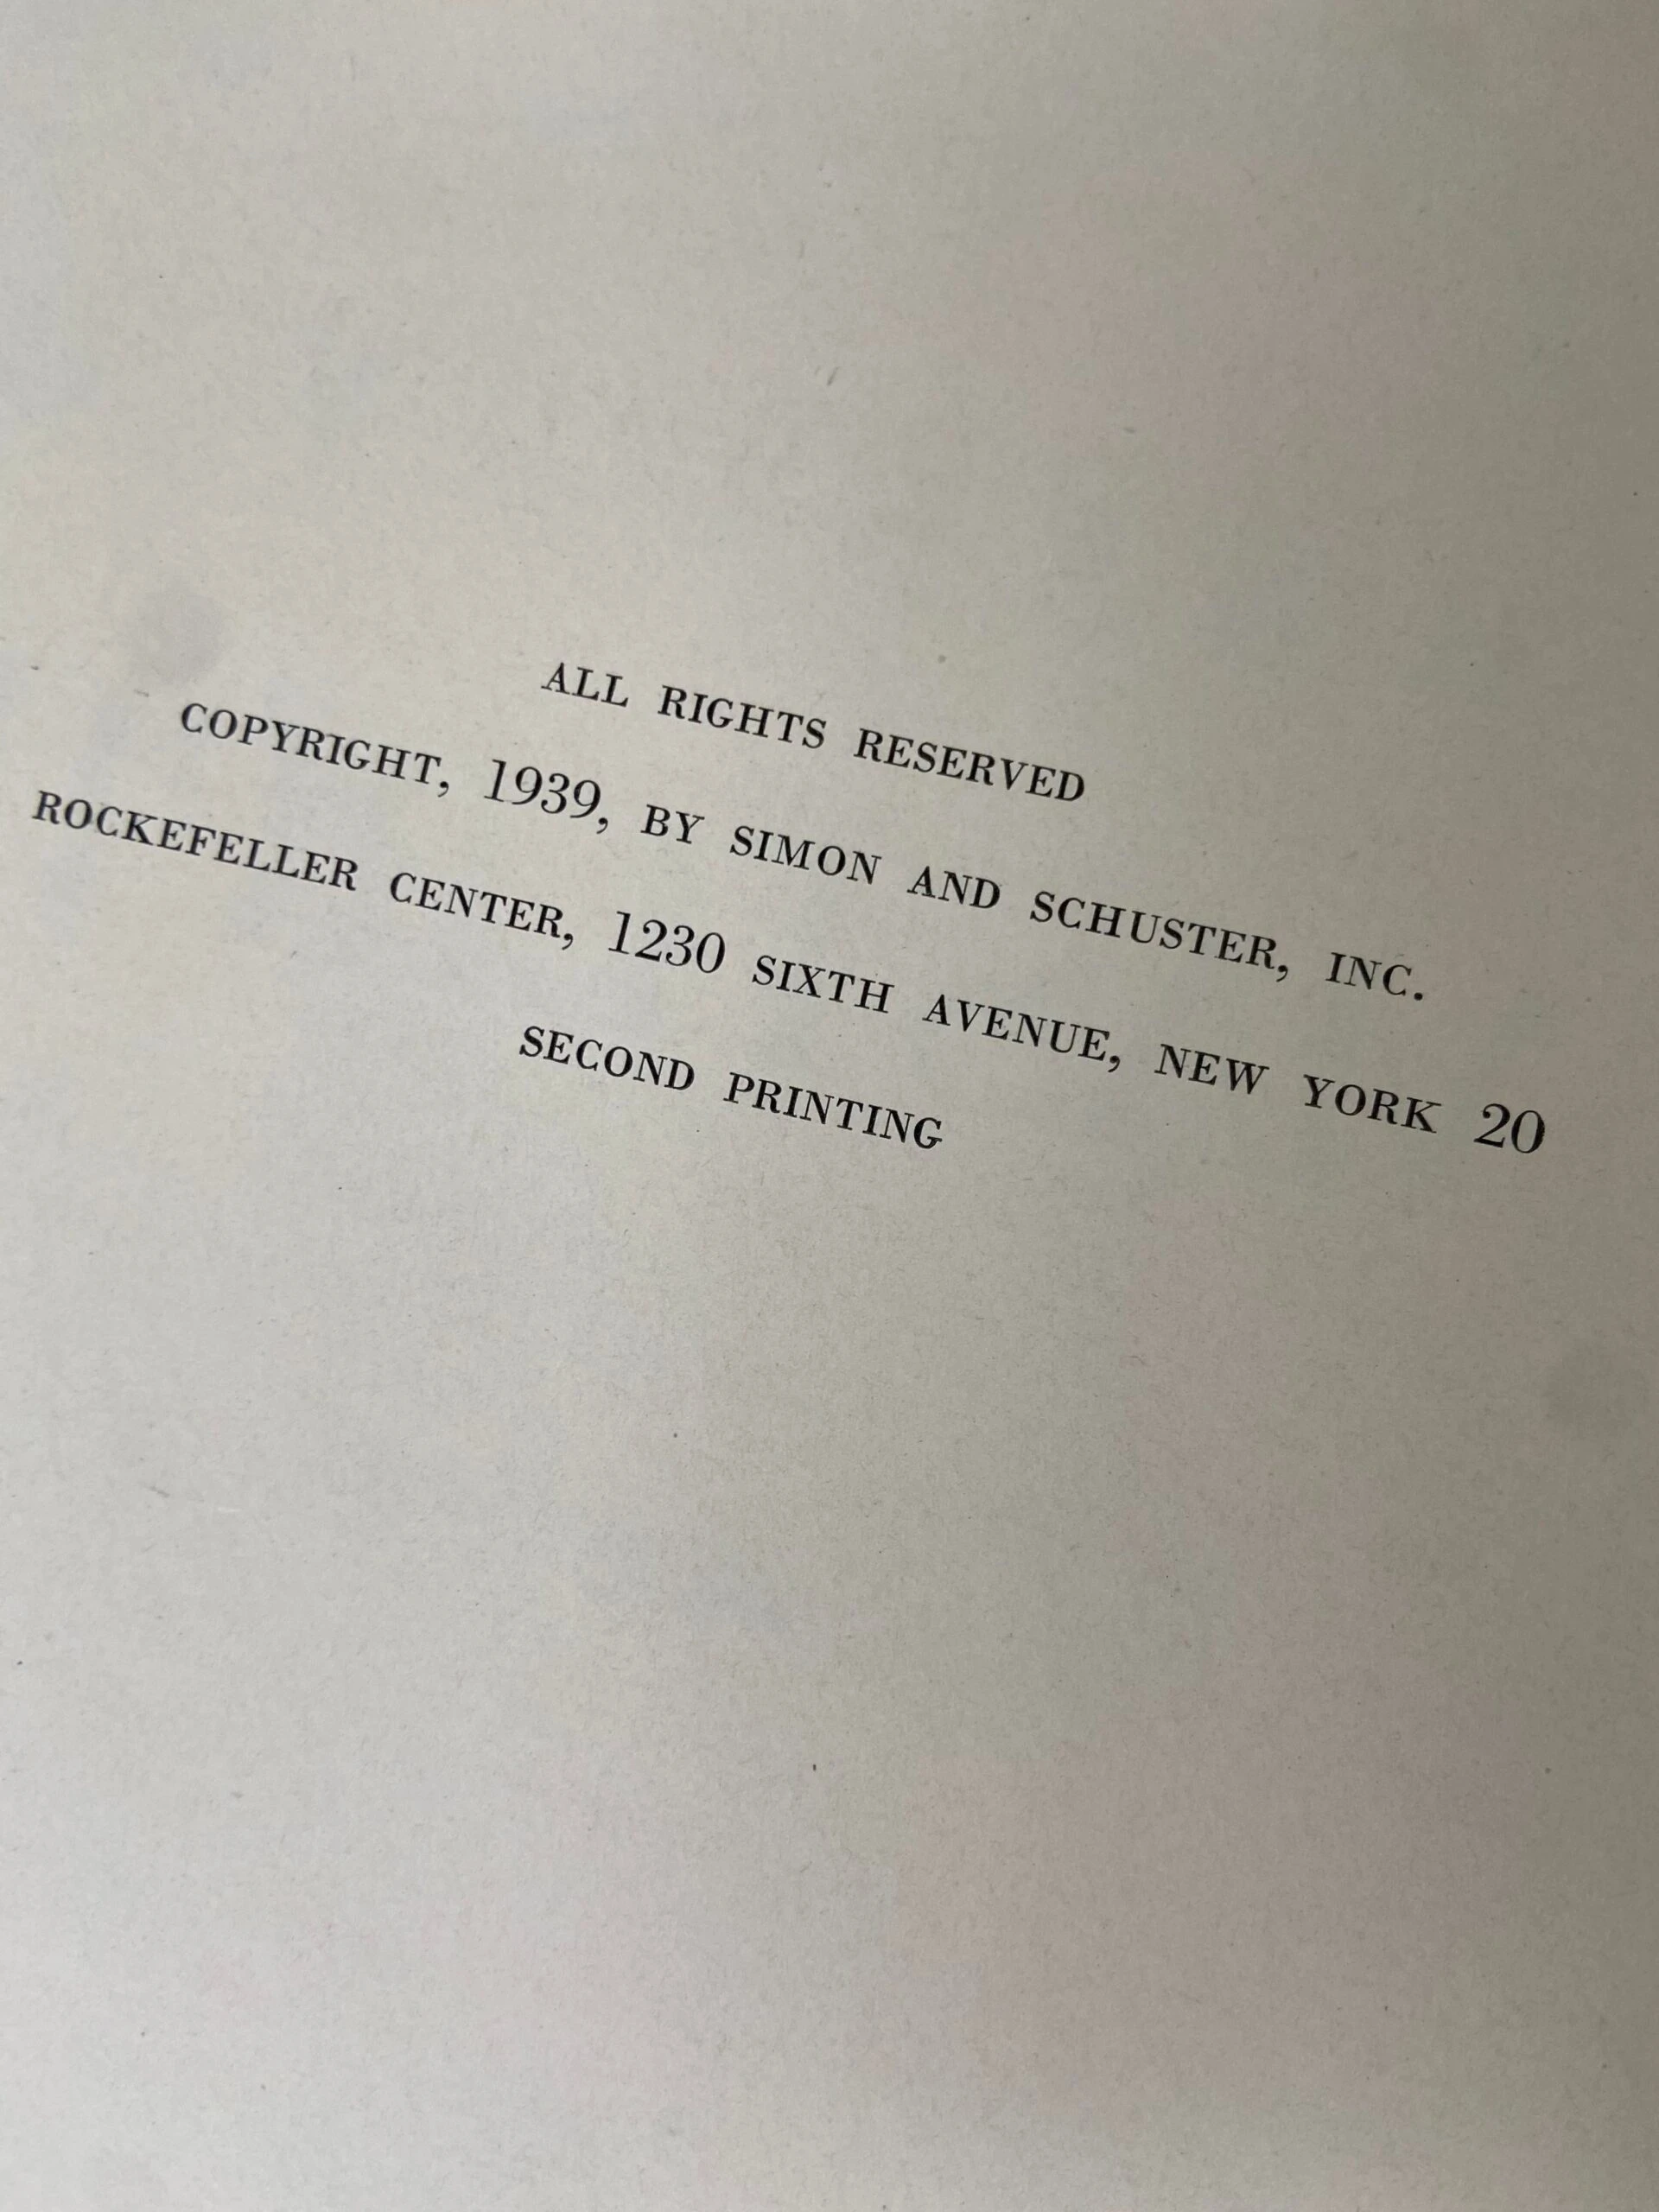 ALL RIGHTS RESERVED
COPYRIGHT, 1939, BY SIMON AND SCHUSTER, INC.
ROCKEFELLER CENTER, 1230 SIXTH AVENUE, NEW YORK 20
SECOND PRINTING